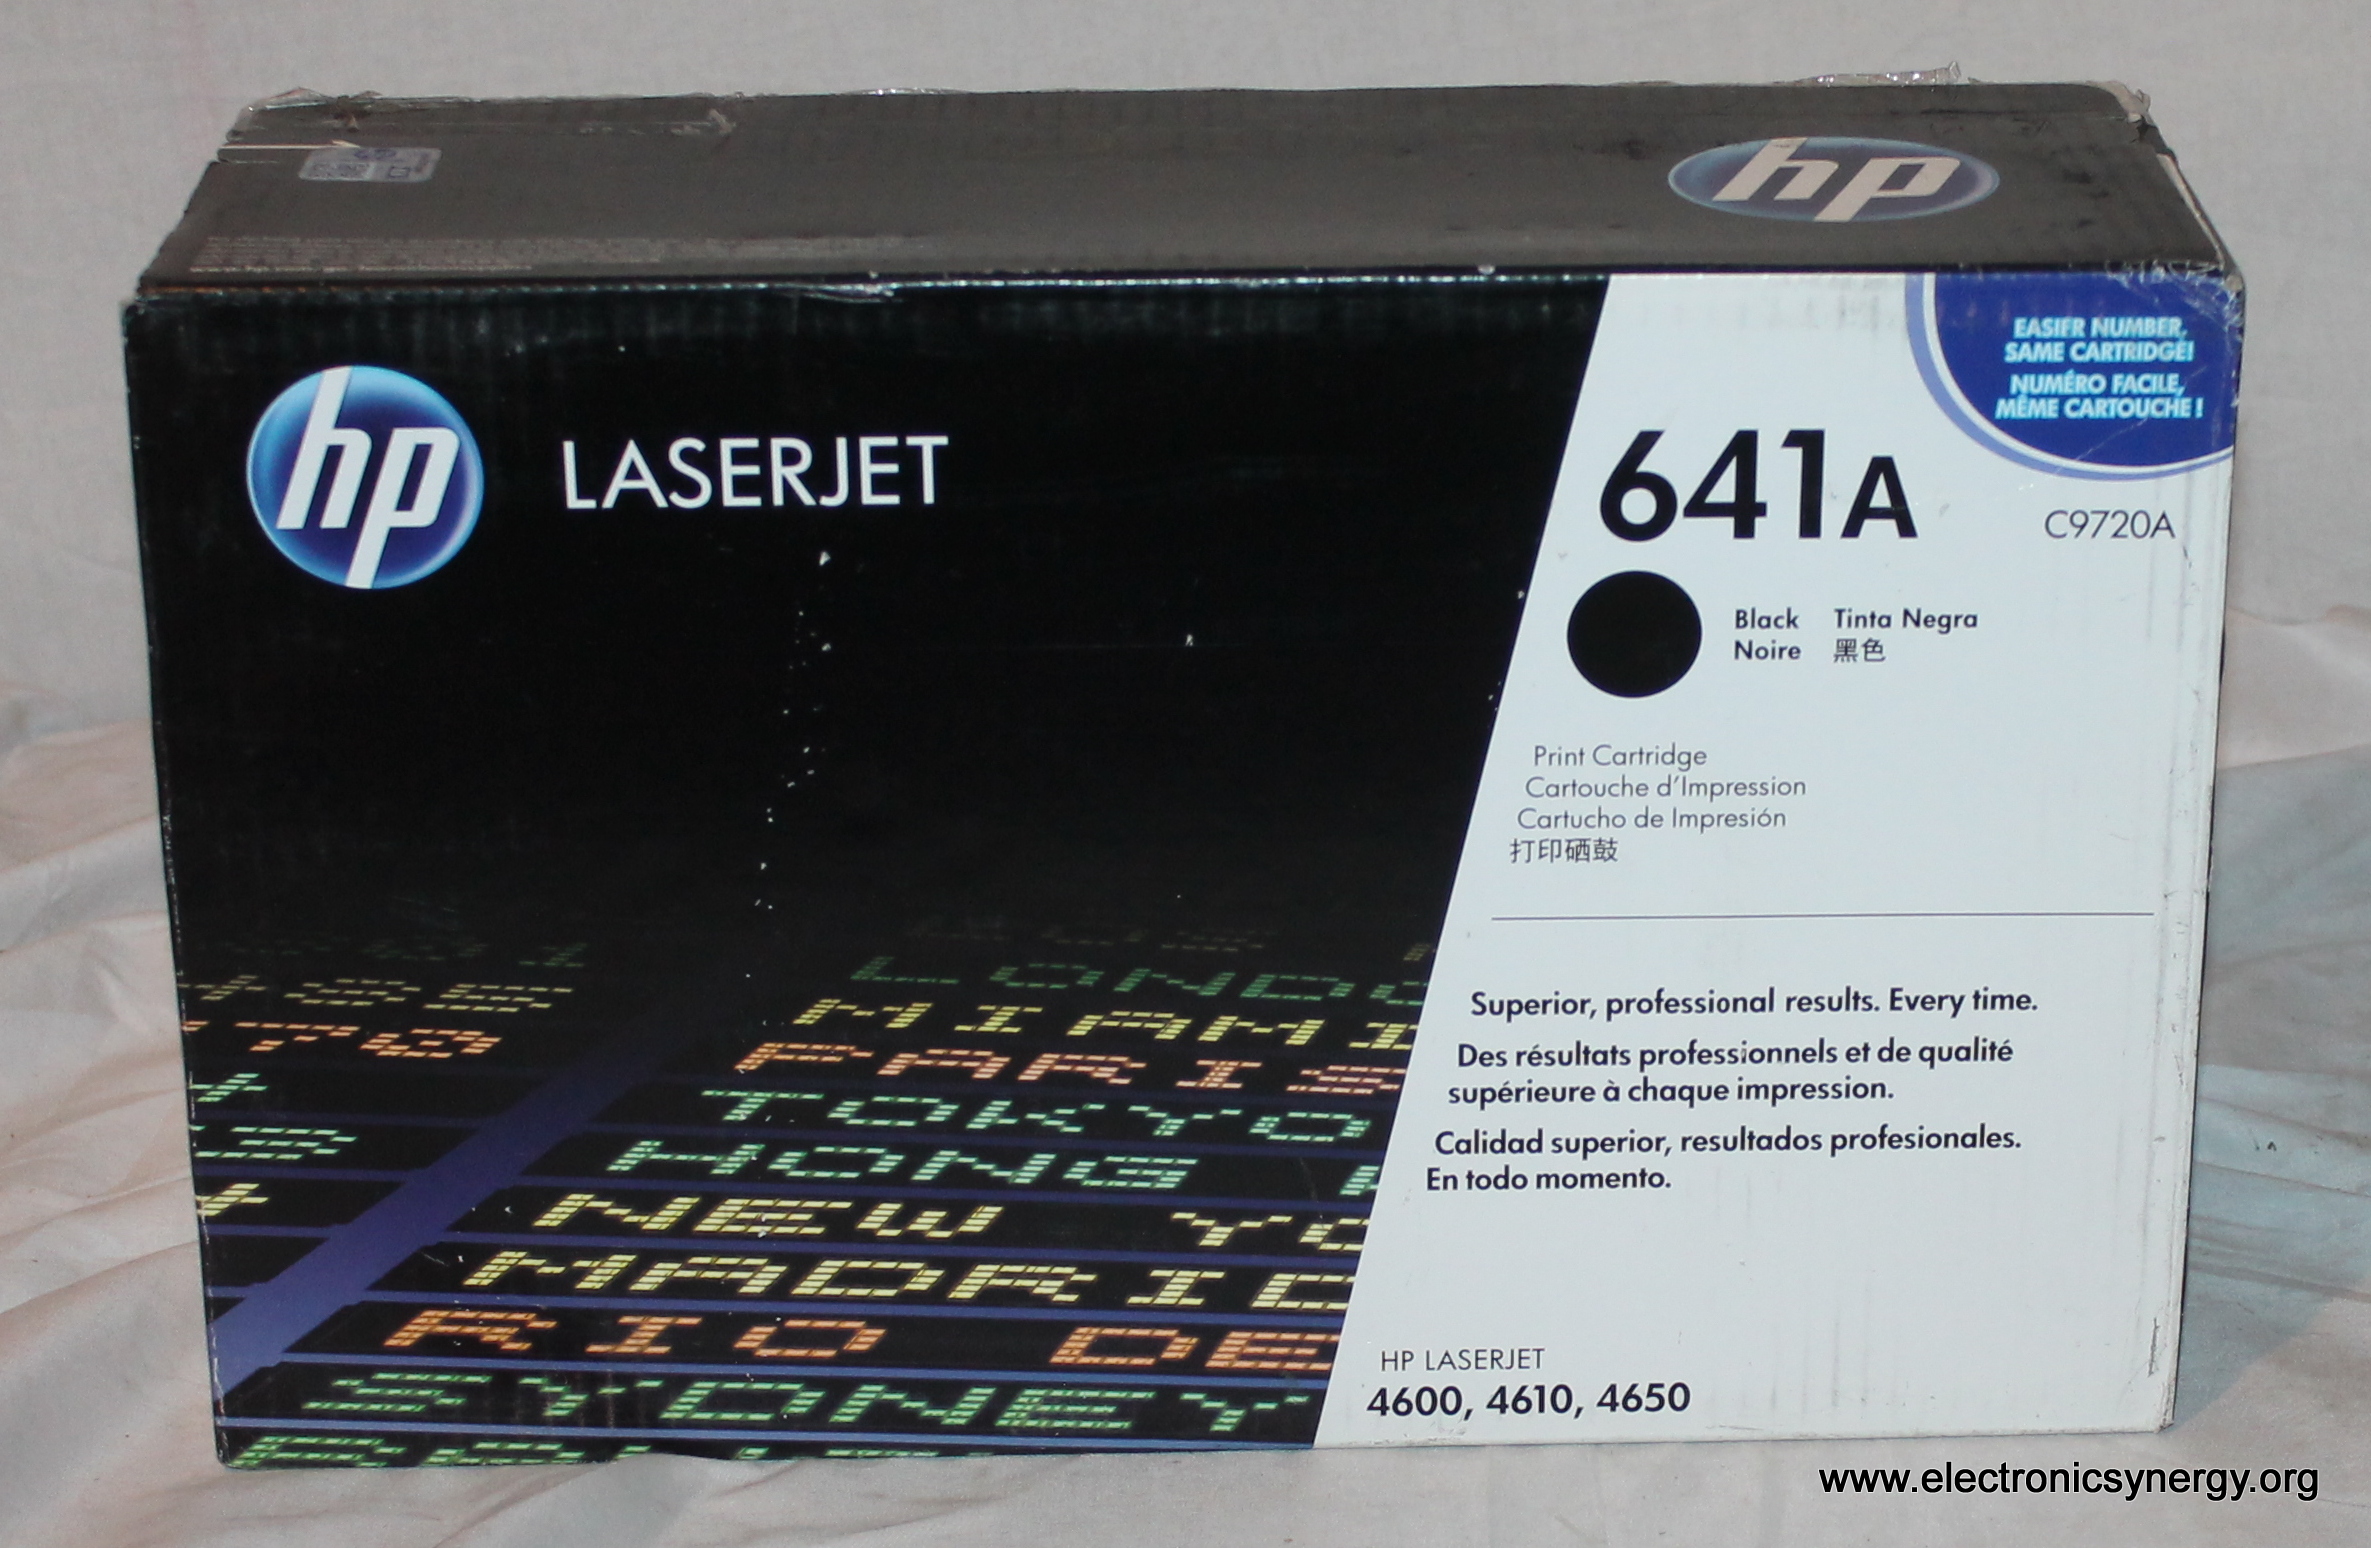 hp
hp
LASERJET
EASIER NUMBER,
SAME CARTRIDGE!
NUMÉRO FACILE,
MÊME CARTOUCHE !
641A
C9720A
Black Tinta Negra
Noire 黑色
Print Cartridge
Cartouche d'Impression
Cartucho de Impresión
打印硒鼓
Superior, professional results. Every time.
Des résultats professionnels et de qualité
supérieure à chaque impression.
Calidad superior, resultados profesionales.
En todo momento.
HP LASERJET
4600, 4610, 4650
LONDO
MIAMI
PARIS
TOKYO
HONG
NEW YO
MADRID
RIO DE
SYDNEY
www.electronicsynergy.org